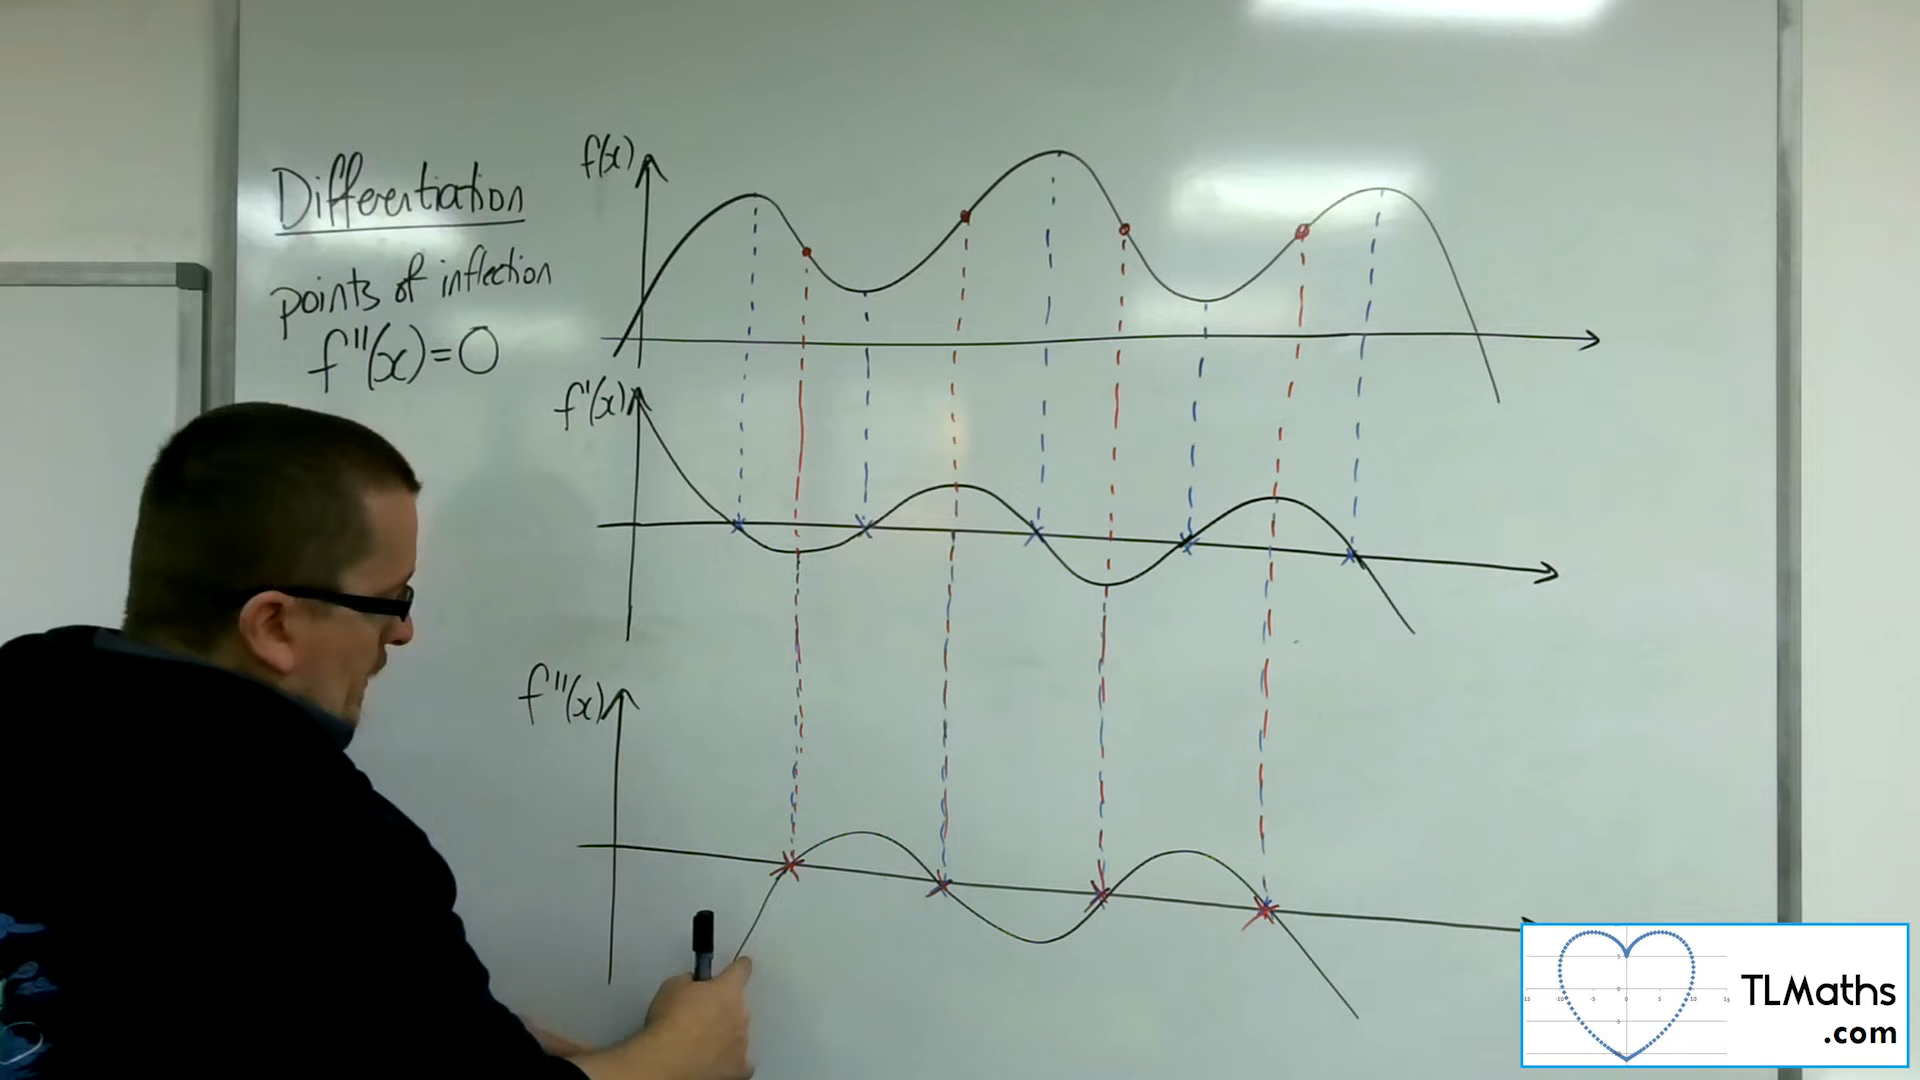 Differentiation
points of inflection
f''(x)=0
f(x)
f'(x)
f''(x)
TLMaths
.com